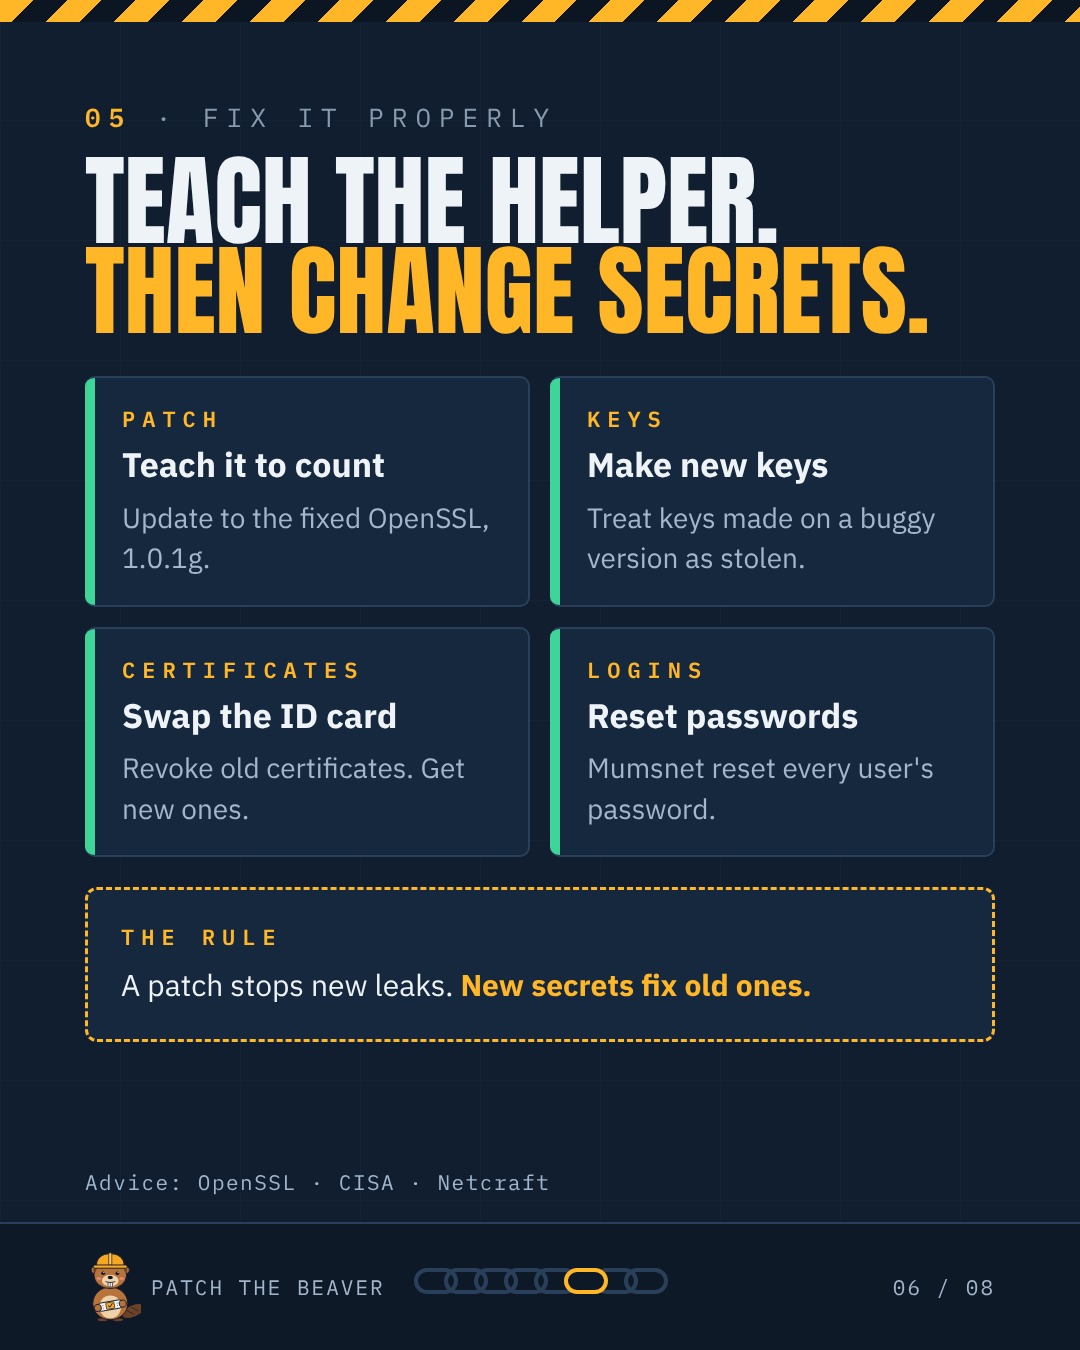 05 · FIX IT PROPERLY
TEACH THE HELPER.
THEN CHANGE SECRETS.
PATCH
Teach it to count
Update to the fixed OpenSSL,
1.0.1g.
KEYS
Make new keys
Treat keys made on a buggy
version as stolen.
CERTIFICATES
Swap the ID card
Revoke old certificates. Get
new ones.
LOGINS
Reset passwords
Mumsnet reset every user's
password.
THE RULE
A patch stops new leaks. New secrets fix old ones.
Advice: OpenSSL · CISA · Netcraft
PATCH THE BEAVER
06 / 08